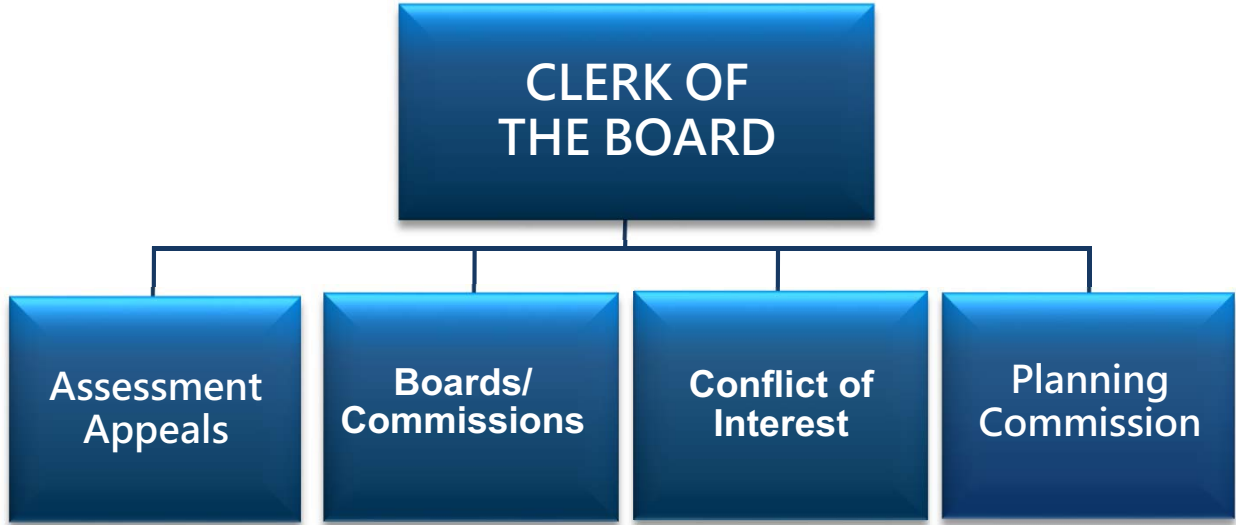 CLERK OF
THE BOARD
Assessment
Appeals
Boards/
Commissions
Conflict of
Interest
Planning
Commission